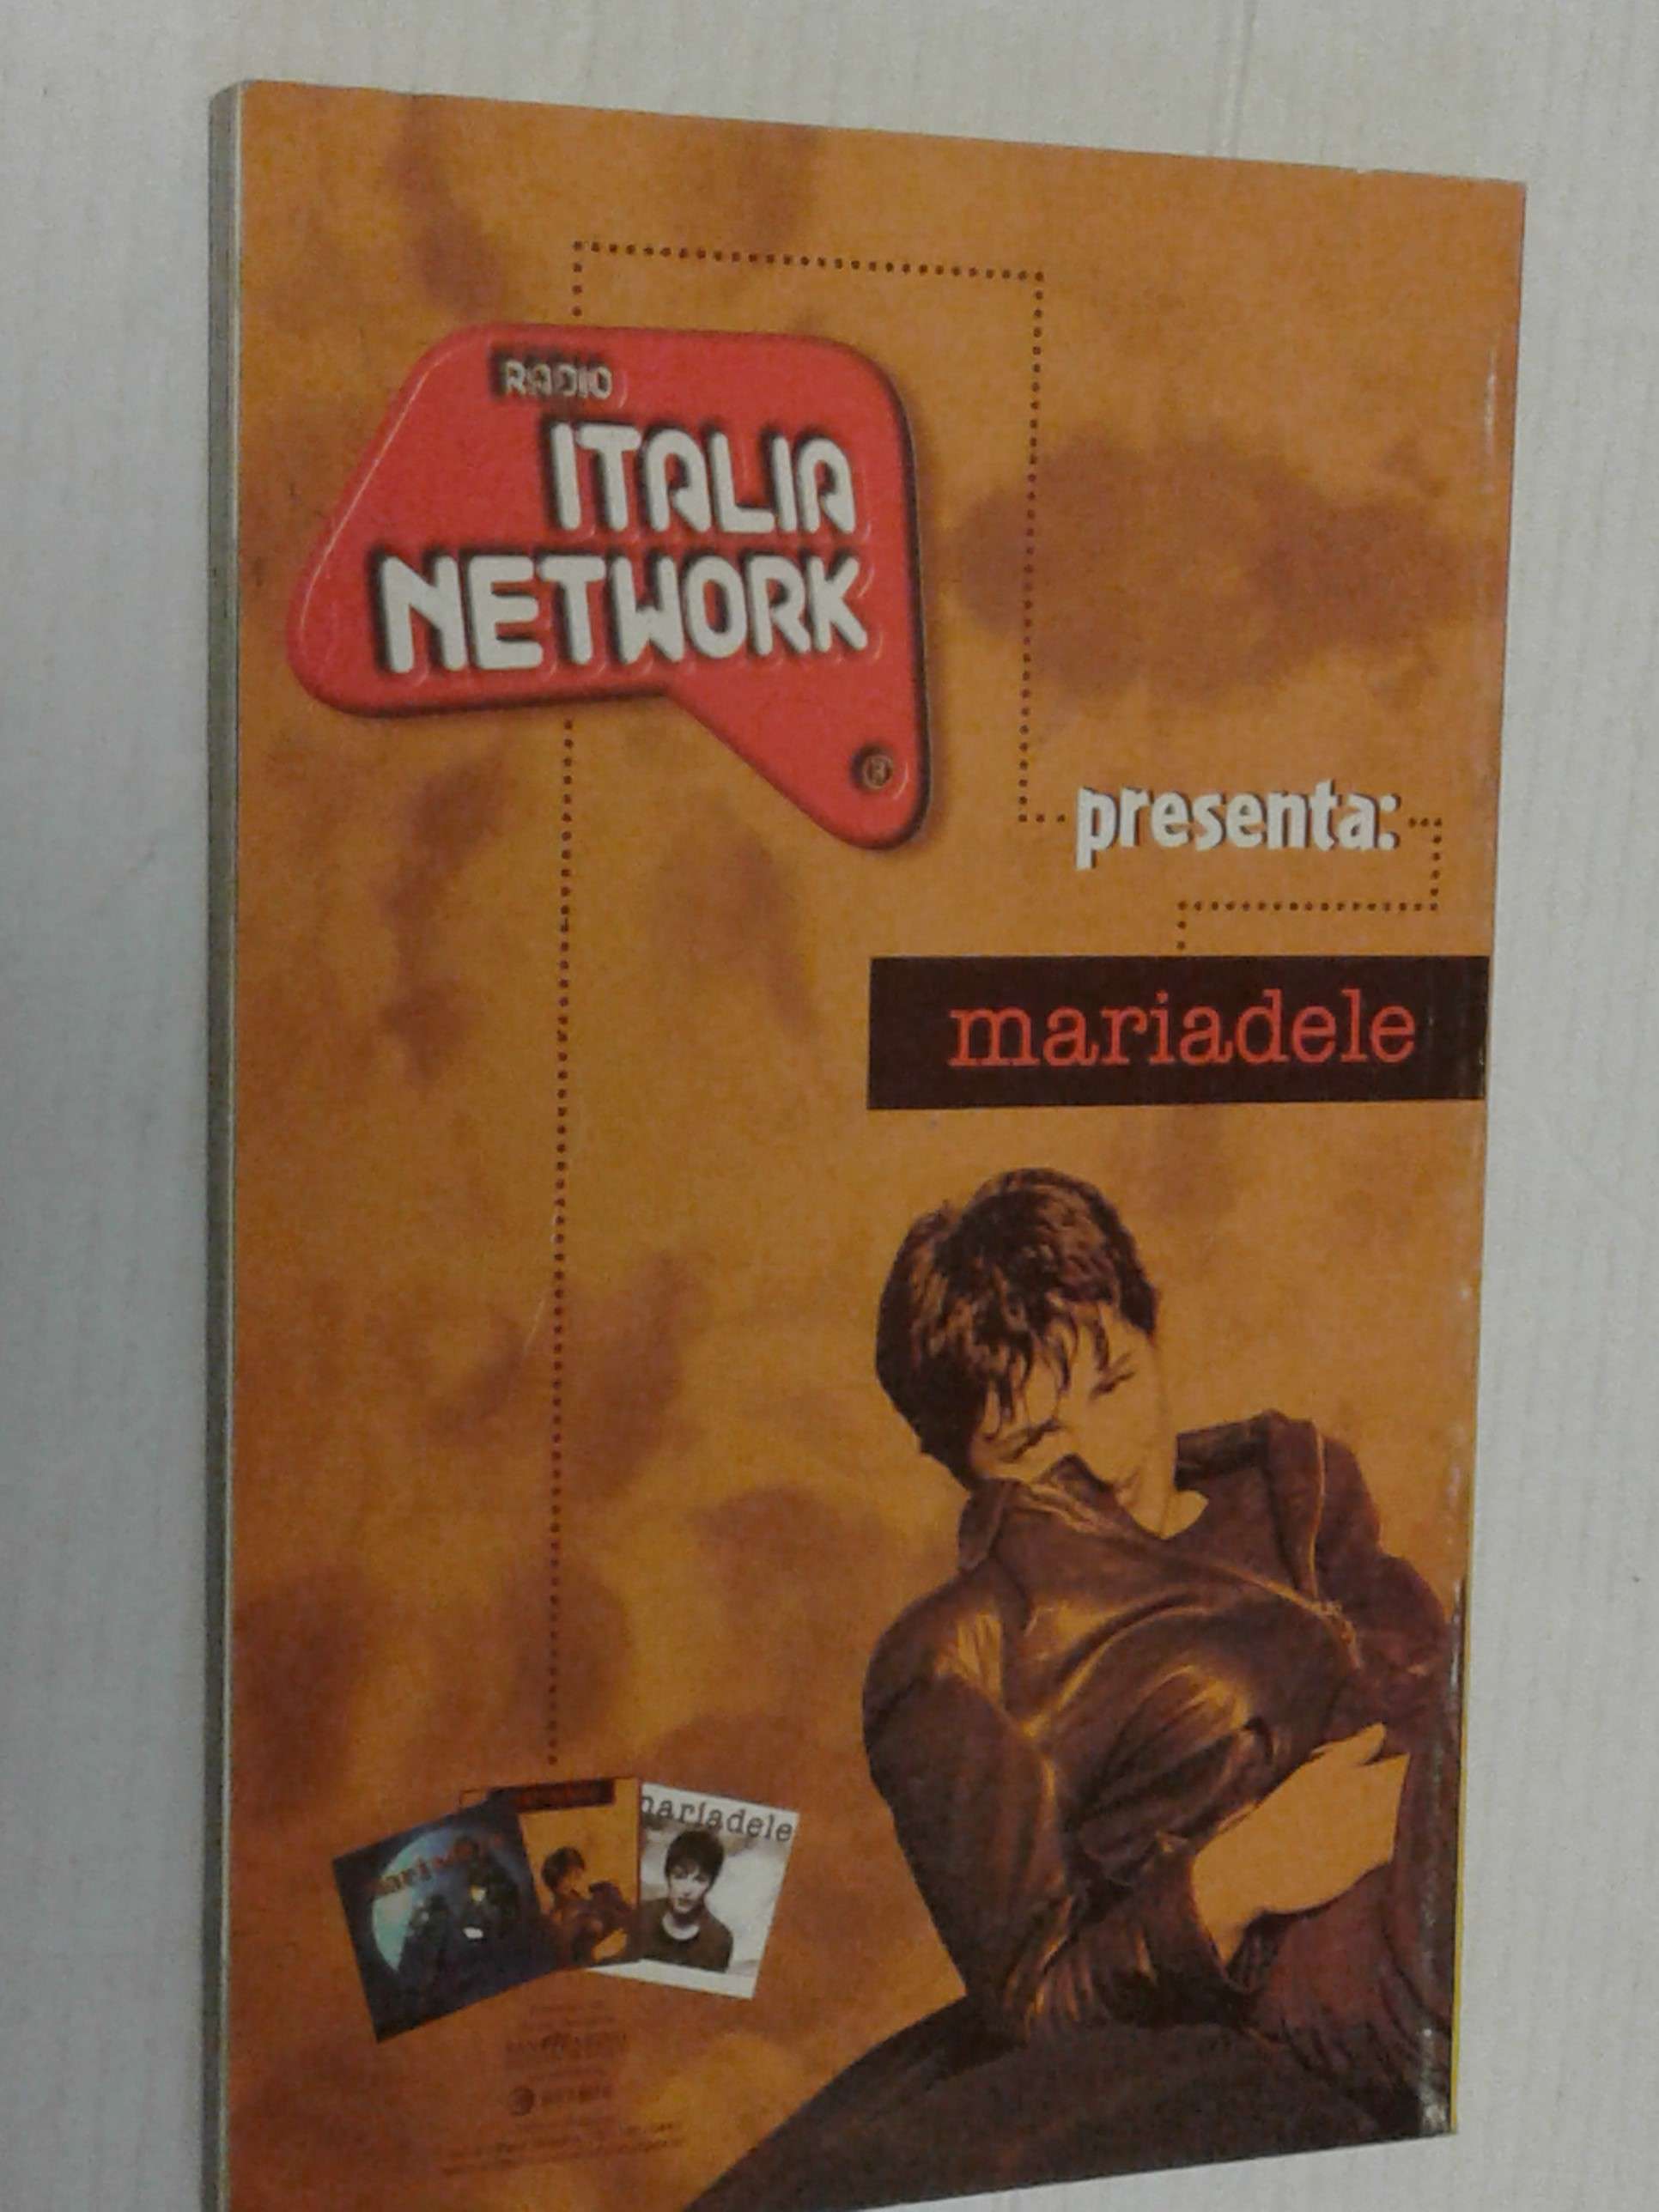 RADIO
ITALIA
NETWORK
®
presenta:
mariadele
mariadele